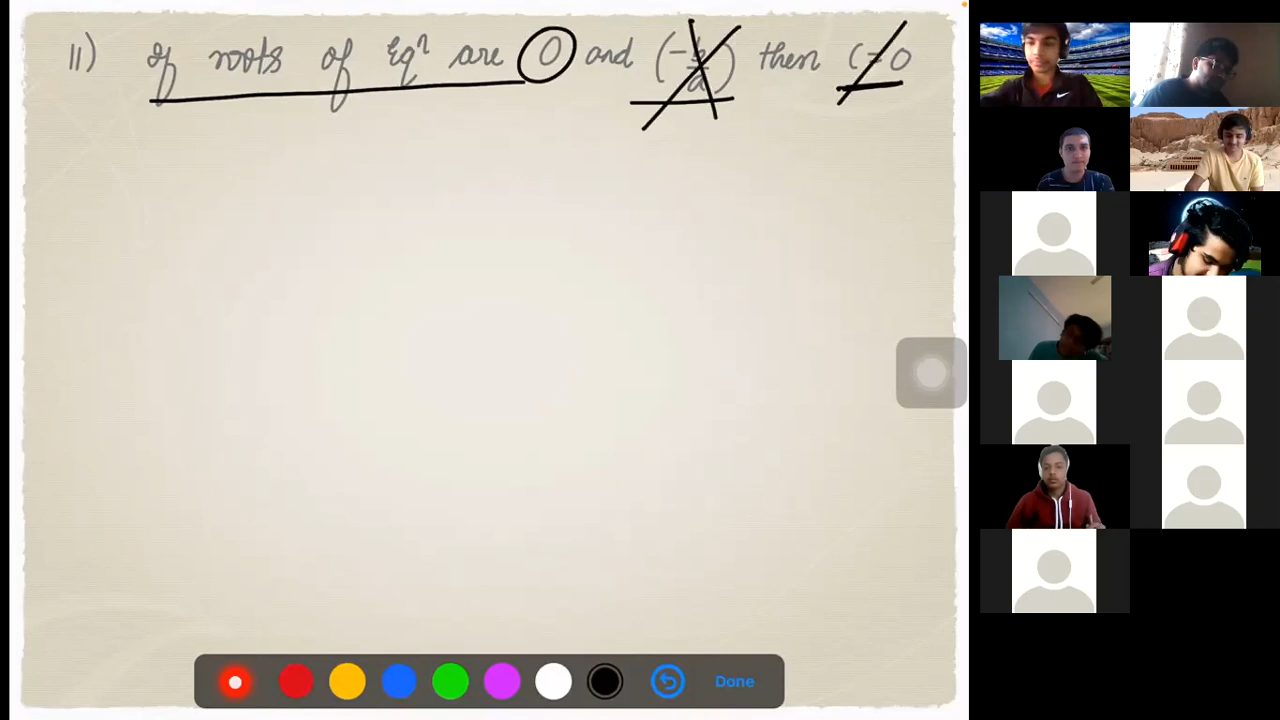 11) If roots of Eqn are 0 and (-b/a) then C = 0
Done